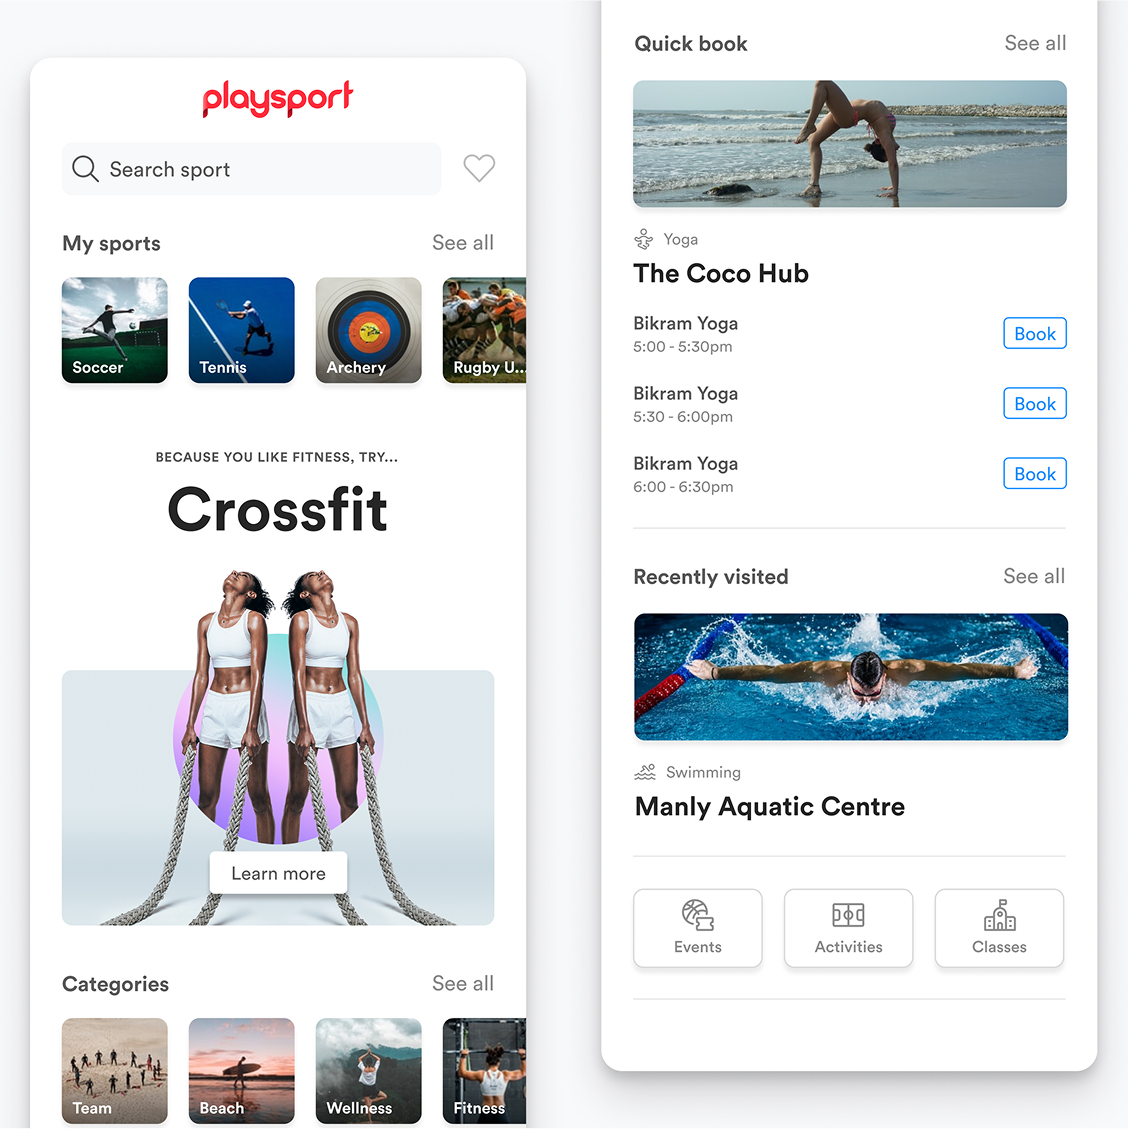 playsport
Search sport
My sports
See all
Soccer
Tennis
Archery
Rugby U...
BECAUSE YOU LIKE FITNESS, TRY...
Crossfit
Learn more
Categories
See all
Team
Beach
Wellness
Fitness
Quick book
See all
Yoga
The Coco Hub
Bikram Yoga
5:00 - 5:30pm
Book
Bikram Yoga
5:30 - 6:00pm
Book
Bikram Yoga
6:00 - 6:30pm
Book
Recently visited
See all
Swimming
Manly Aquatic Centre
Events
Activities
Classes